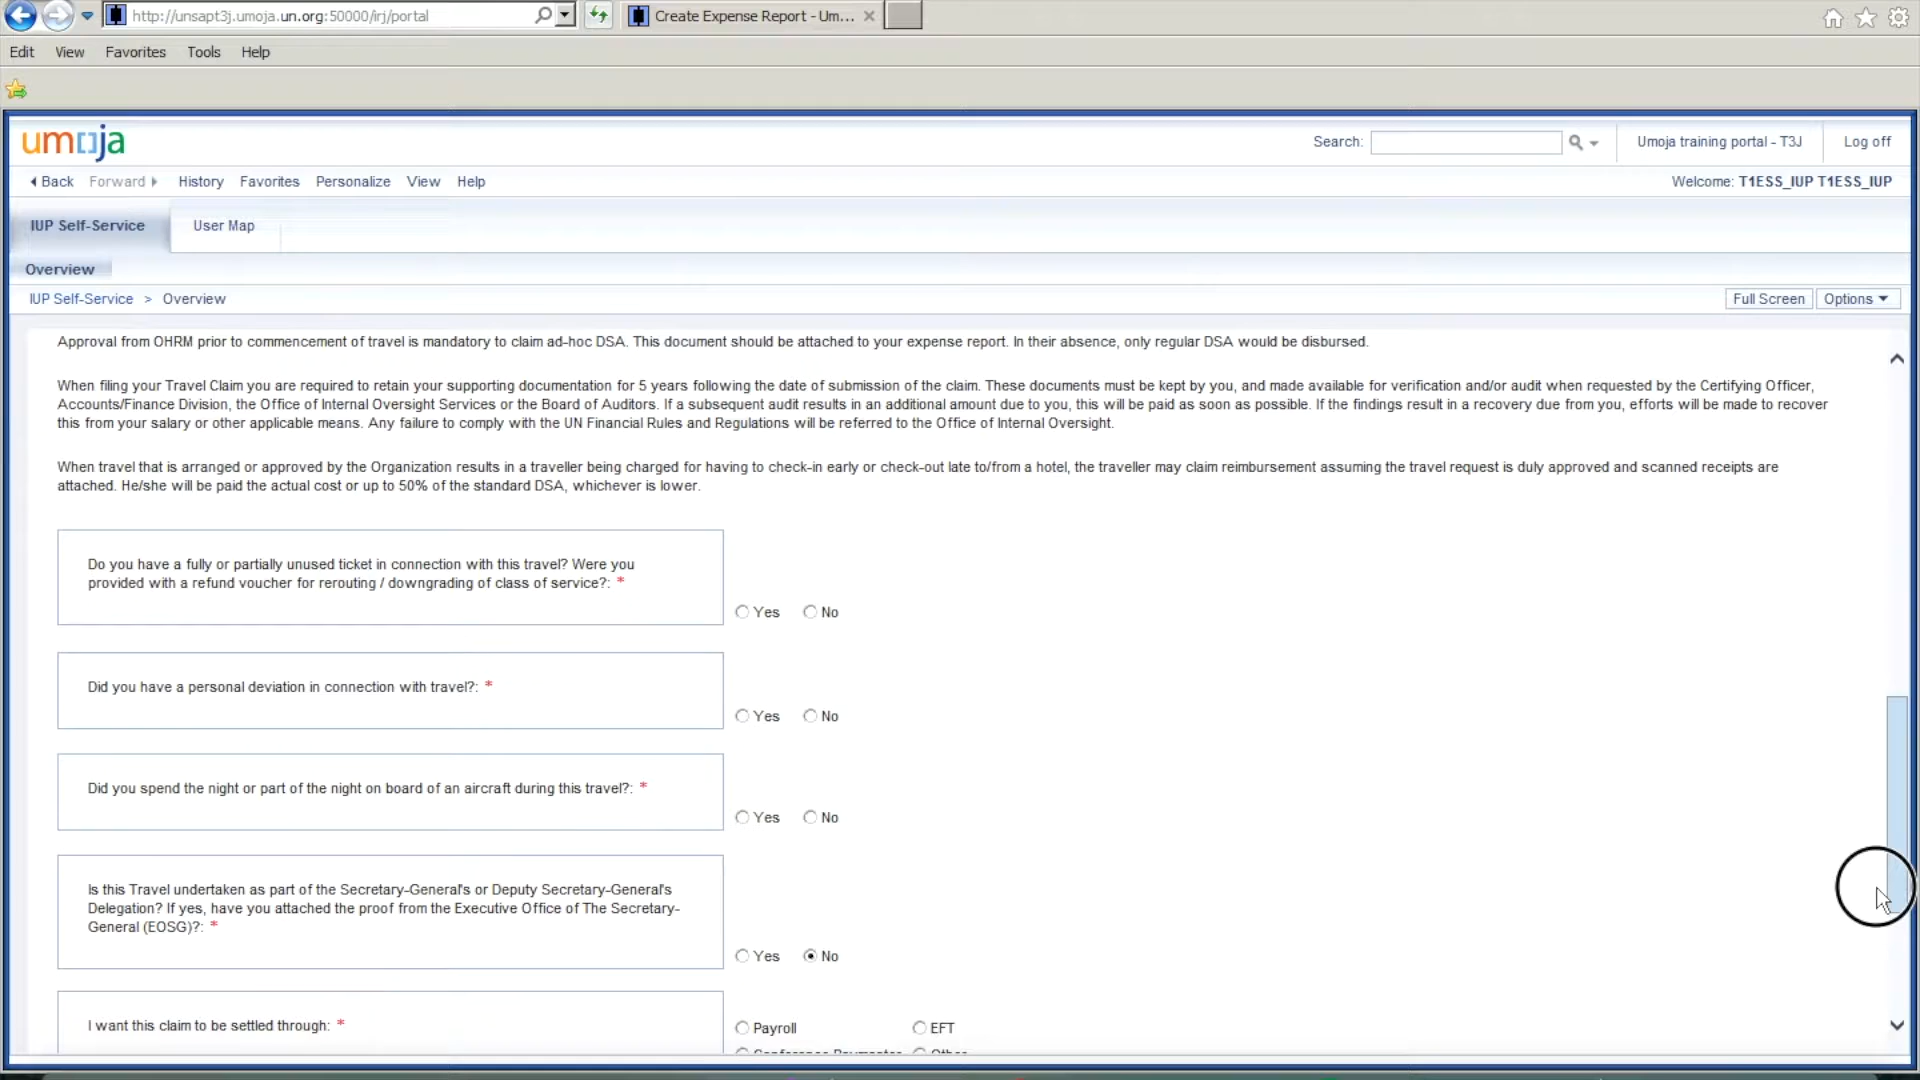 http://unsapt3j.umoja.un.org:50000/irj/portal
Create Expense Report - Um...
Edit View Favorites Tools Help
umoja
Search:
Umoja training portal - T3J
Log off
Back Forward History Favorites Personalize View Help
Welcome: T1ESS_IUP T1ESS_IUP
IUP Self-Service User Map
Overview
IUP Self-Service > Overview
Full Screen Options
Approval from OHRM prior to commencement of travel is mandatory to claim ad-hoc DSA. This document should be attached to your expense report. In their absence, only regular DSA would be disbursed.
When filing your Travel Claim you are required to retain your supporting documentation for 5 years following the date of submission of the claim. These documents must be kept by you, and made available for verification and/or audit when requested by the Certifying Officer,
Accounts/Finance Division, the Office of Internal Oversight Services or the Board of Auditors. If a subsequent audit results in an additional amount due to you, this will be paid as soon as possible. If the findings result in a recovery due from you, efforts will be made to recover
this from your salary or other applicable means. Any failure to comply with the UN Financial Rules and Regulations will be referred to the Office of Internal Oversight.
When travel that is arranged or approved by the Organization results in a traveller being charged for having to check-in early or check-out late to/from a hotel, the traveller may claim reimbursement assuming the travel request is duly approved and scanned receipts are
attached. He/she will be paid the actual cost or up to 50% of the standard DSA, whichever is lower.
Do you have a fully or partially unused ticket in connection with this travel? Were you
provided with a refund voucher for rerouting / downgrading of class of service?: *
Yes No
Did you have a personal deviation in connection with travel?: *
Yes No
Did you spend the night or part of the night on board of an aircraft during this travel?: *
Yes No
Is this Travel undertaken as part of the Secretary-General's or Deputy Secretary-General's
Delegation? If yes, have you attached the proof from the Executive Office of The Secretary-
General (EOSG)?: *
Yes No
I want this claim to be settled through: *
Payroll EFT